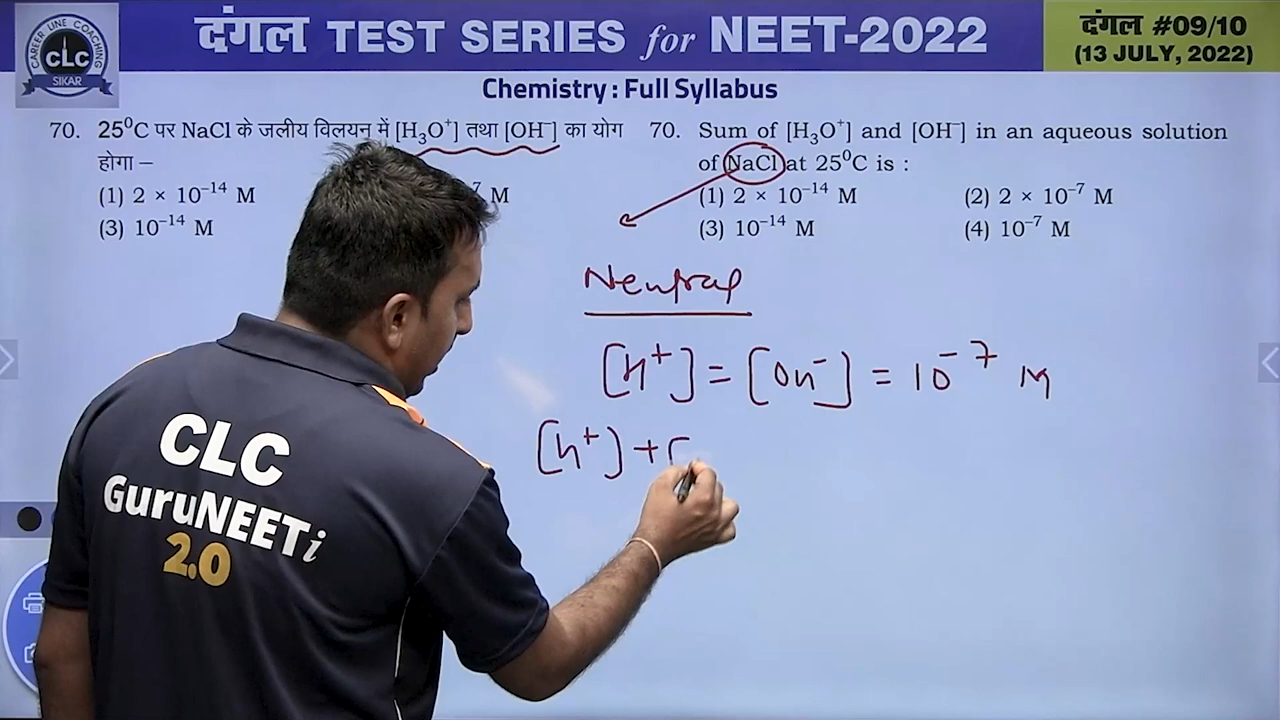 CAREER LINE COACHING
CLC
SIKAR
दंगल TEST SERIES for NEET-2022
दंगल #09/10
(13 JULY, 2022)
Chemistry : Full Syllabus
70. 25⁰C पर NaCl के जलीय विलयन में [H₃O⁺] तथा [OH⁻] का योग
होगा –
(1) 2 × 10⁻¹⁴ M
⁷ M
(3) 10⁻¹⁴ M
70. Sum of [H₃O⁺] and [OH⁻] in an aqueous solution
of NaCl at 25⁰C is :
(1) 2 × 10⁻¹⁴ M (2) 2 × 10⁻⁷ M
(3) 10⁻¹⁴ M (4) 10⁻⁷ M
Neutral
[H⁺] = [OH⁻] = 10⁻⁷ M
[H⁺] + [
CLC
GuruNEETi
2.0